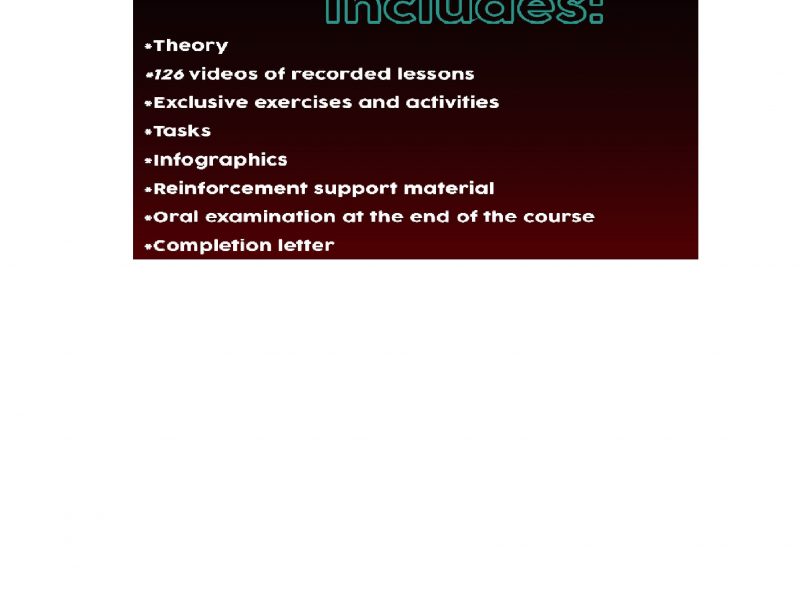 includes:
*Theory
*126 videos of recorded lessons
*Exclusive exercises and activities
*Tasks
*Infographics
*Reinforcement support material
*Oral examination at the end of the course
*Completion letter